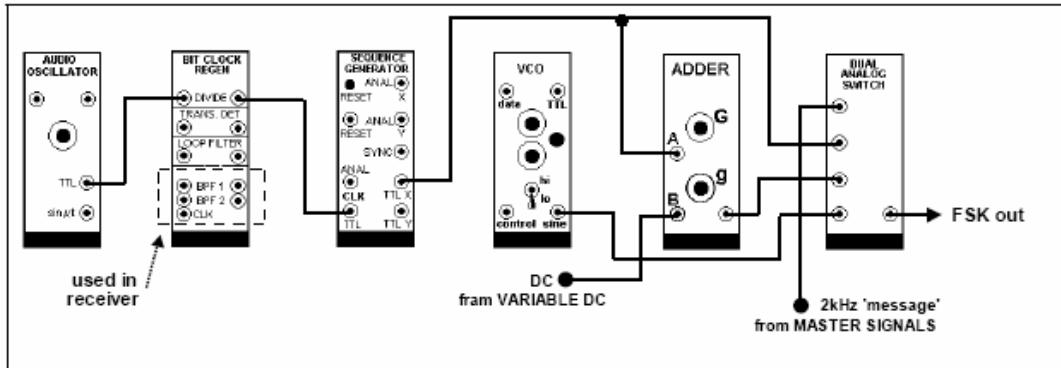 AUDIO
OSCILLATOR
TTL
sinµt
BIT CLOCK
REGEN
DIVIDE
TRANS. DET
LOOP FILTER
BPF 1
BPF 2
CLK
used in
receiver
SEQUENCE
GENERATOR
ANAL
RESET
X
ANAL
RESET
Y
SYNC
ANAL
CLK
TTL X
TTL
TTL Y
VCO
data
TTL
hi
lo
control
sine
ADDER
G
A
g
B
DC
fram VARIABLE DC
DUAL
ANALOG
SWITCH
FSK out
2kHz 'message'
from MASTER SIGNALS